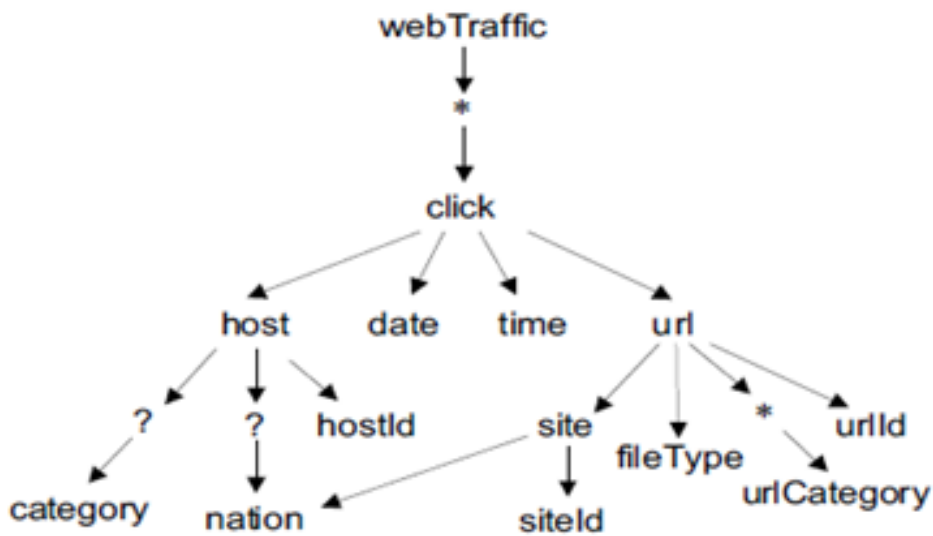 webTraffic
*
click
host date time url
? ? hostId site * urlId
fileType
category nation siteId urlCategory